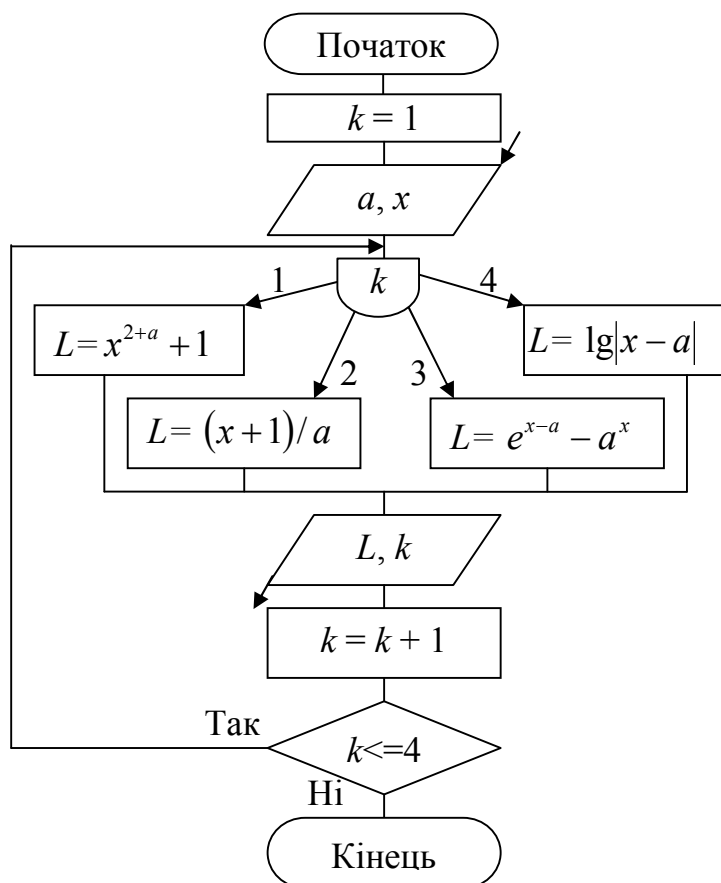 Початок
k = 1
a, x
k
1
4
L= x^{2+a} + 1
L= lg|x − a|
2
3
L= (x + 1)/ a
L= e^{x−a} − a^x
L, k
k = k + 1
Так
k<=4
Ні
Кінець